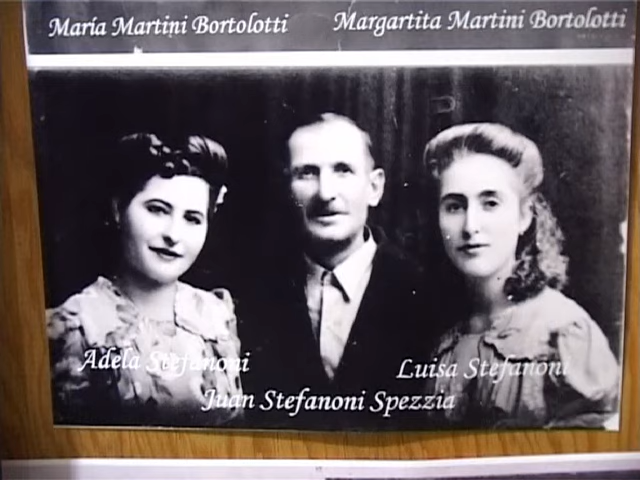 María Martini Bortolotti Margartita Martini Bortolotti
Adela Stefanoni Luisa Stefanoni
Juan Stefanoni Spezzia